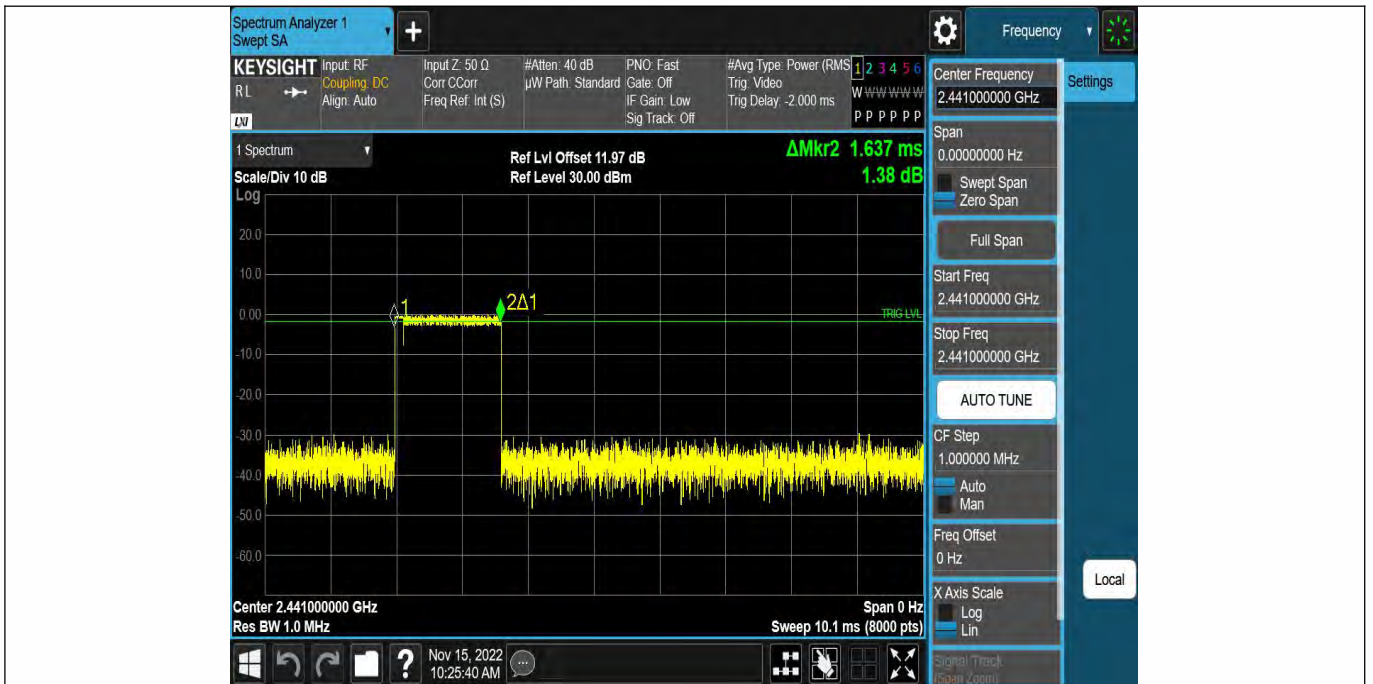 Spectrum Analyzer 1
Swept SA
+
Frequency
KEYSIGHT
RL
LXI
Input: RF
Coupling: DC
Align: Auto
Input Z: 50 Ω
Corr CCorr
Freq Ref: Int (S)
#Atten: 40 dB
µW Path: Standard
PNO: Fast
Gate: Off
IF Gain: Low
Sig Track: Off
#Avg Type: Power (RMS
Trig: Video
Trig Delay: -2.000 ms
1 2 3 4 5 6
W W W W W W
P P P P P P
1 Spectrum
Scale/Div 10 dB
Log
Ref Lvl Offset 11.97 dB
Ref Level 30.00 dBm
ΔMkr2 1.637 ms
1.38 dB
20.0
10.0
0.00
-10.0
-20.0
-30.0
-40.0
-50.0
-60.0
1
2Δ1
TRIG LVL
Center 2.441000000 GHz
Res BW 1.0 MHz
Span 0 Hz
Sweep 10.1 ms (8000 pts)
Center Frequency
2.441000000 GHz
Settings
Span
0.00000000 Hz
Swept Span
Zero Span
Full Span
Start Freq
2.441000000 GHz
Stop Freq
2.441000000 GHz
AUTO TUNE
CF Step
1.000000 MHz
Auto
Man
Freq Offset
0 Hz
X Axis Scale
Log
Lin
Signal Track
(Span Zoom)
Local
?
Nov 15, 2022
10:25:40 AM